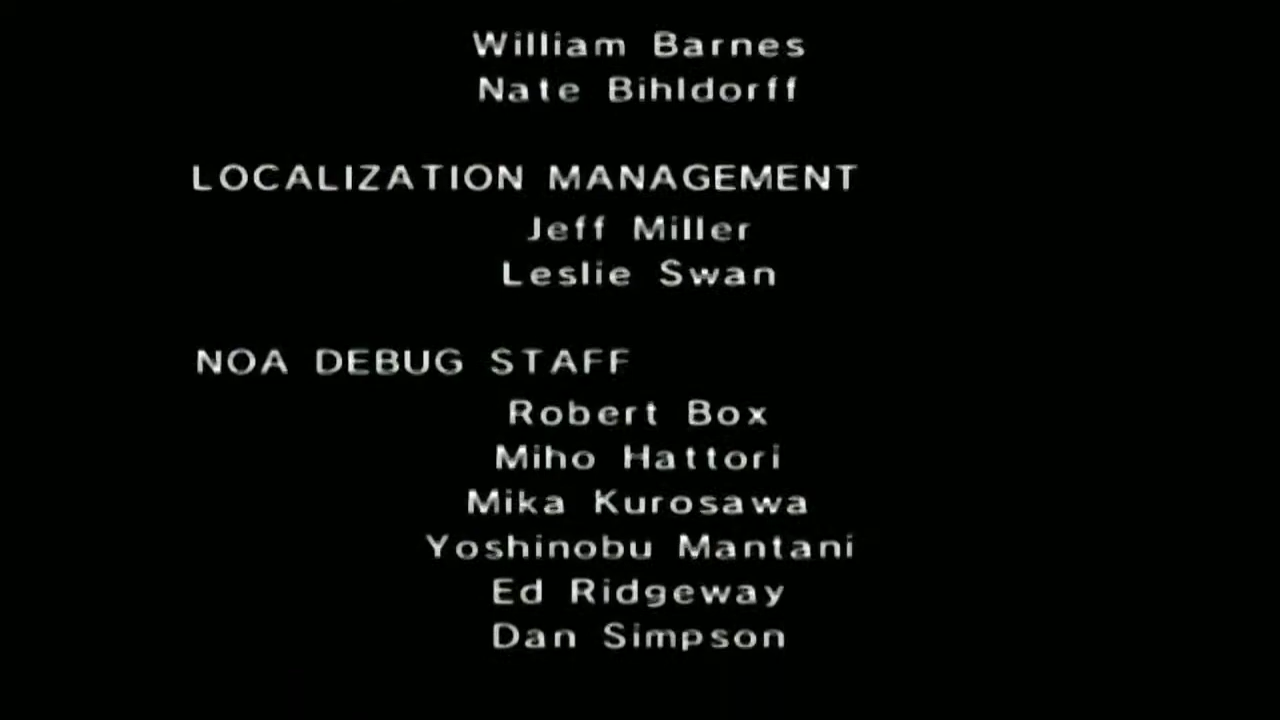 William Barnes
Nate Bihldorff
LOCALIZATION MANAGEMENT
Jeff Miller
Leslie Swan
NOA DEBUG STAFF
Robert Box
Miho Hattori
Mika Kurosawa
Yoshinobu Mantani
Ed Ridgeway
Dan Simpson